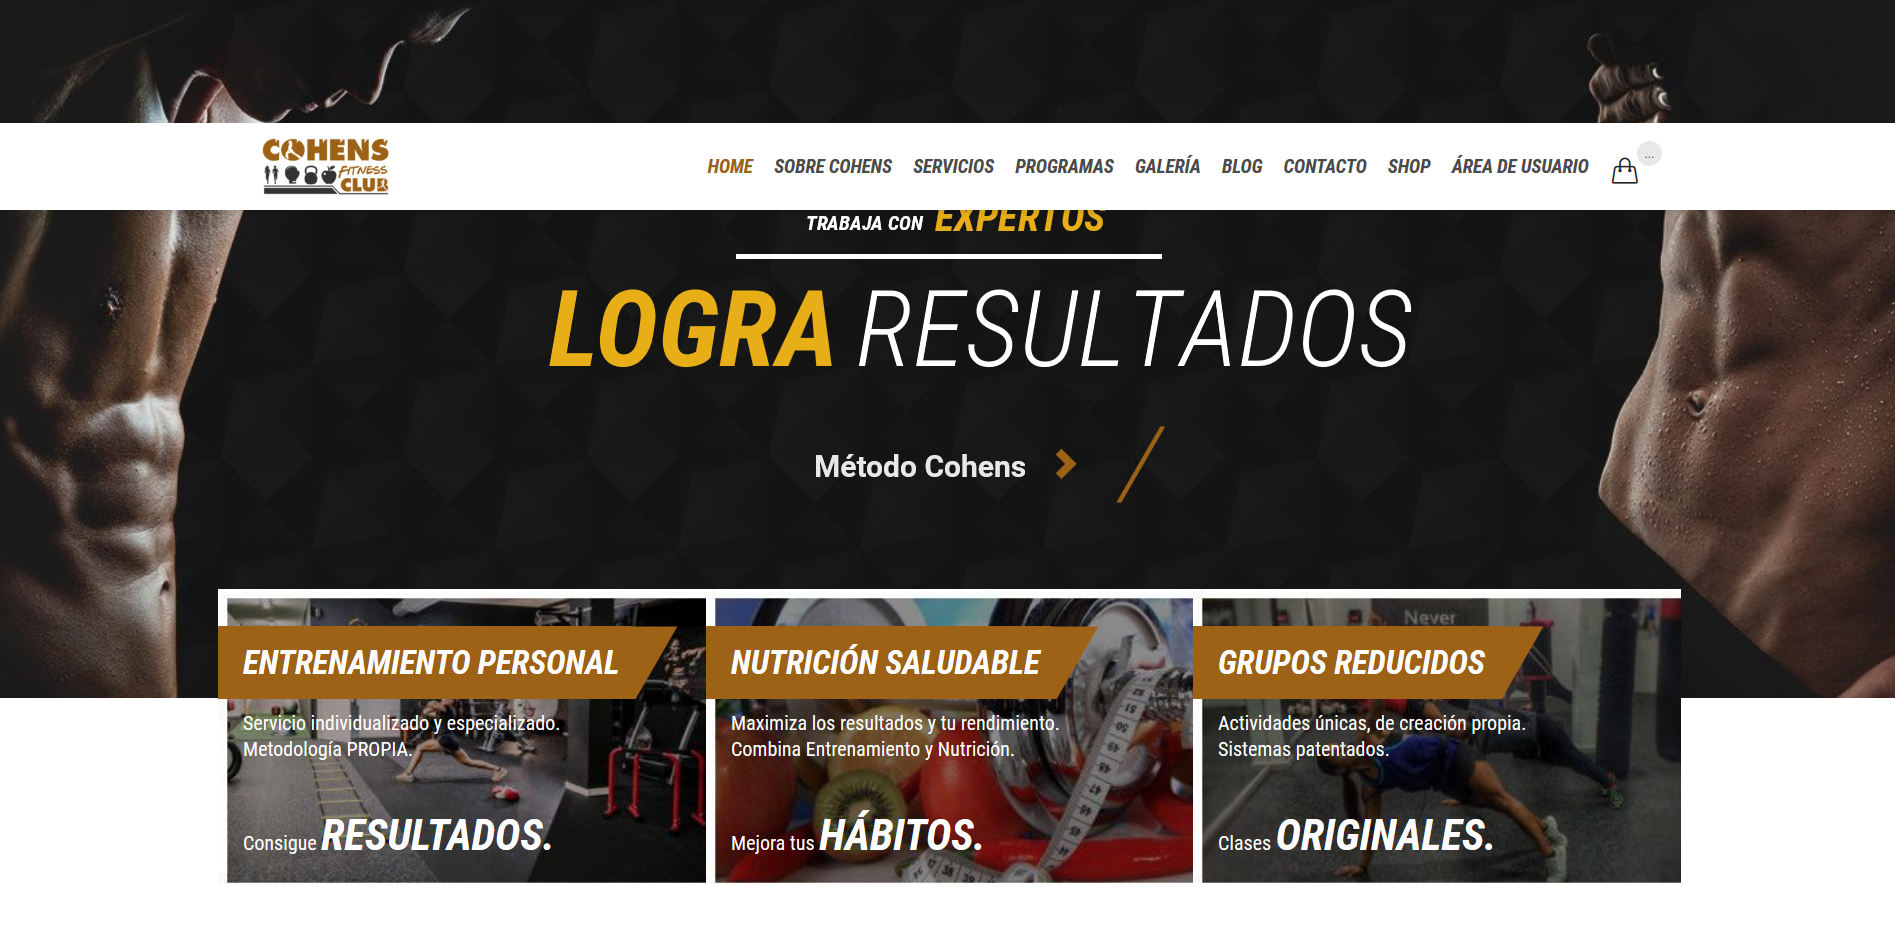 COHENS
FITNESS
CLUB
HOME SOBRE COHENS SERVICIOS PROGRAMAS GALERÍA BLOG CONTACTO SHOP ÁREA DE USUARIO ...
TRABAJA CON EXPERTOS
LOGRA RESULTADOS
Método Cohens
ENTRENAMIENTO PERSONAL
Servicio individualizado y especializado.
Metodología PROPIA.
Consigue RESULTADOS.
NUTRICIÓN SALUDABLE
Maximiza los resultados y tu rendimiento.
Combina Entrenamiento y Nutrición.
Mejora tus HÁBITOS.
Never
GRUPOS REDUCIDOS
Actividades únicas, de creación propia.
Sistemas patentados.
Clases ORIGINALES.